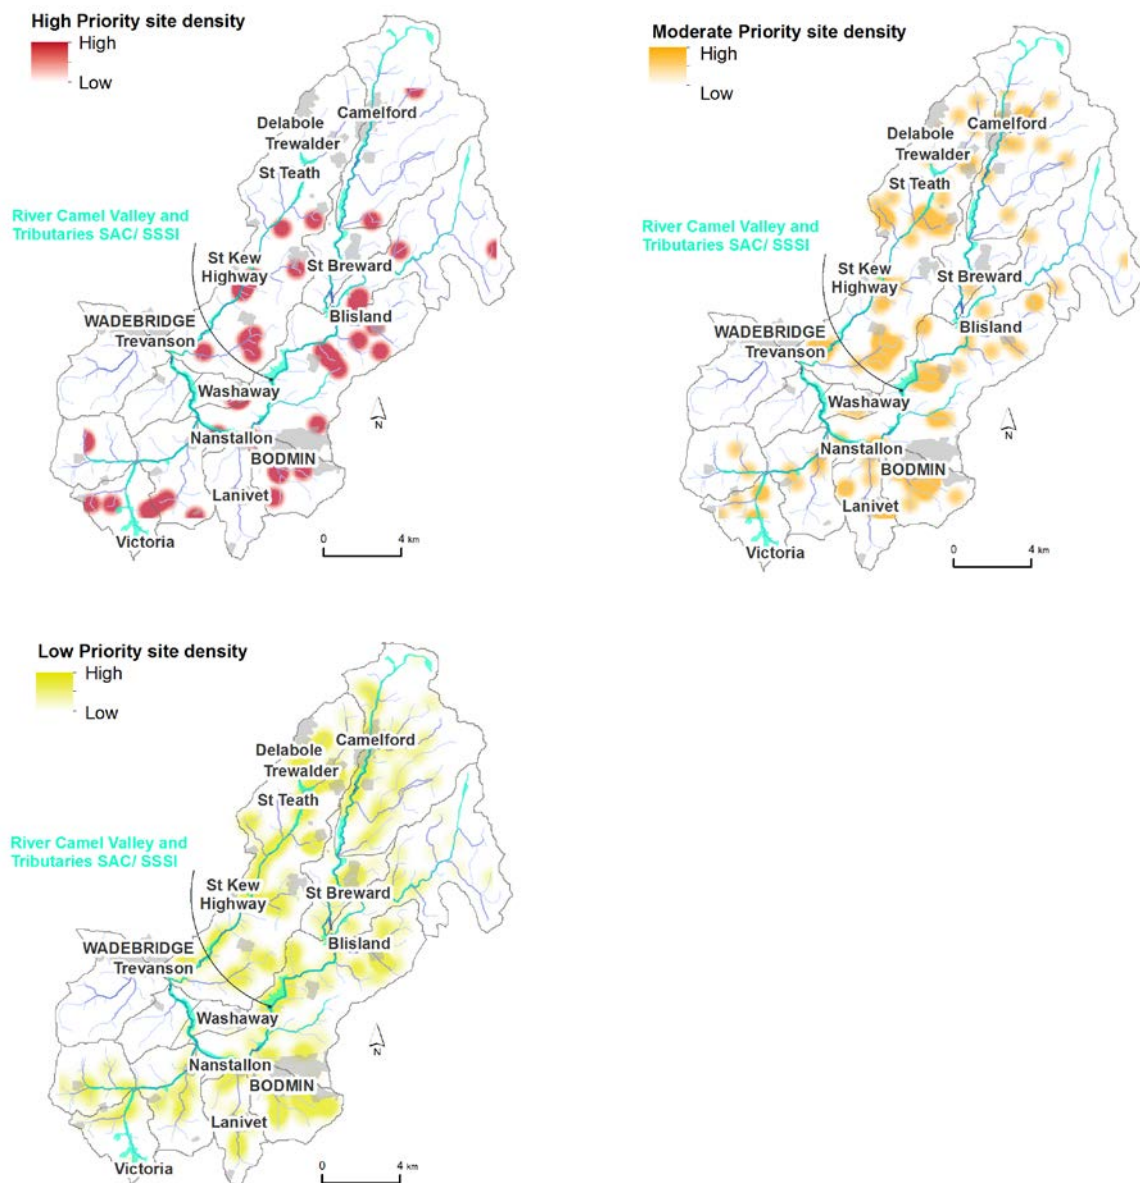 High Priority site density
High
Low
Delabole
Camelford
Trewalder
St Teath
River Camel Valley and
Tributaries SAC/ SSSI
St Kew
Highway
St Breward
Blisland
WADEBRIDGE
Trevanson
Washaway
N
Nanstallon
BODMIN
Lanivet
Victoria
0 4 km
Moderate Priority site density
High
Low
Camelford
Delabole
Trewalder
St Teath
River Camel Valley and
Tributaries SAC/ SSSI
St Kew
Highway
St Breward
Blisland
WADEBRIDGE
Trevanson
Washaway
N
Nanstallon
BODMIN
Lanivet
Victoria
0 4 km
Low Priority site density
High
Low
Camelford
Delabole
Trewalder
St Teath
River Camel Valley and
Tributaries SAC/ SSSI
St Kew
Highway
St Breward
Blisland
WADEBRIDGE
Trevanson
Washaway
N
Nanstallon
BODMIN
Lanivet
Victoria
0 4 km